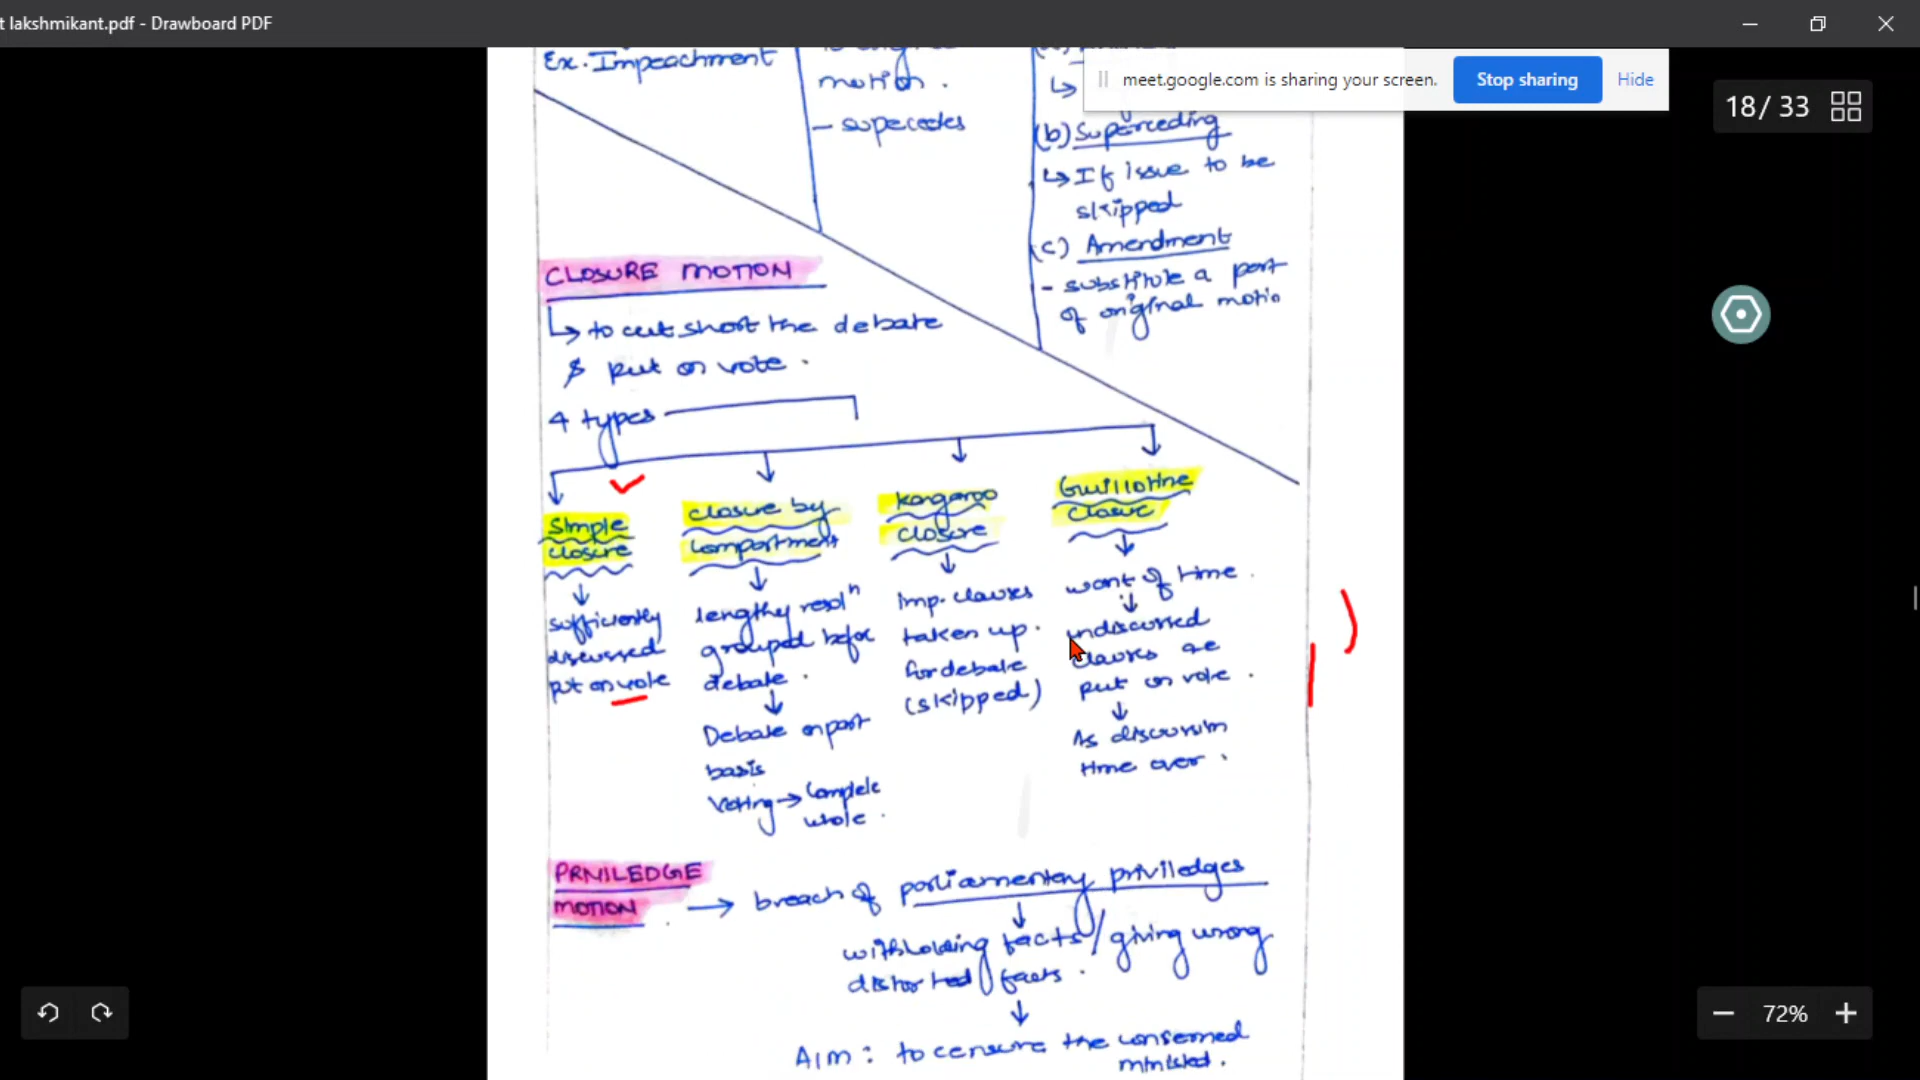 t lakshmikant.pdf - Drawboard PDF
meet.google.com is sharing your screen.
Stop sharing
Hide
18/ 33
Ex. Impeachment
motion.
- supecedes
(b) Superceding
↳ If issue to be
skipped
(c) Amendment
- substitute a part
of original motio
CLOSURE MOTION
↳ to cut short the debate
& put on vote.
4 types
Simple
closure
↓
sufficiently
discussed
put on vote
closure by
compartment
↓
lengthy resolⁿ
grouped before
debate.
↓
Debate on part
basis
Voting → Complete
whole.
Kangaroo
closure
↓
imp. clauses
taken up.
for debate
(skipped)
Guillotine
closure
↓
want of time.
↓
undiscussed
clauses are
put on vote.
↓
As discussion
time over.
PRIVILEDGE
MOTION
→ breach of parliamentary priviledges
↓
withholding facts / giving wrong
distorted facts.
↓
Aim: to censure the conserned
minister.
72%